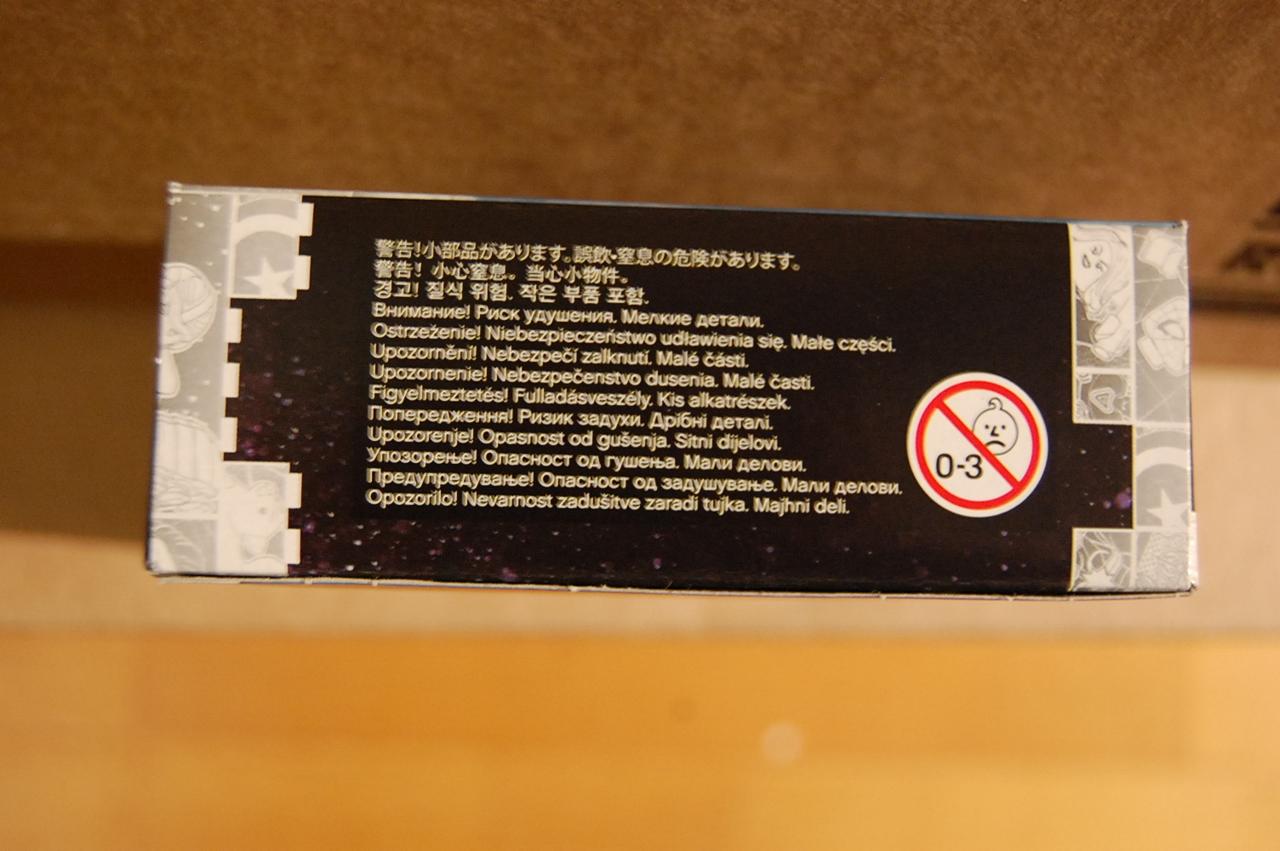 警告!小部品があります。誤飲・窒息の危険があります。
警告! 小心窒息。当心小物件。
경고! 질식 위험. 작은 부품 포함.
Внимание! Риск удушения. Мелкие детали.
Ostrzeżenie! Niebezpieczeństwo udławienia się. Małe części.
Upozornění! Nebezpečí zalknutí. Malé části.
Upozornenie! Nebezpečenstvo dusenia. Malé časti.
Figyelmeztetés! Fulladásveszély. Kis alkatrészek.
Попередження! Ризик задухи. Дрібні деталі.
Upozorenje! Opasnost od gušenja. Sitni dijelovi.
Упозорење! Опасност од гушења. Мали делови.
Предупредување! Опасност од задушување. Мали делови.
Opozorilo! Nevarnost zadušitve zaradi tujka. Majhni deli.
0-3